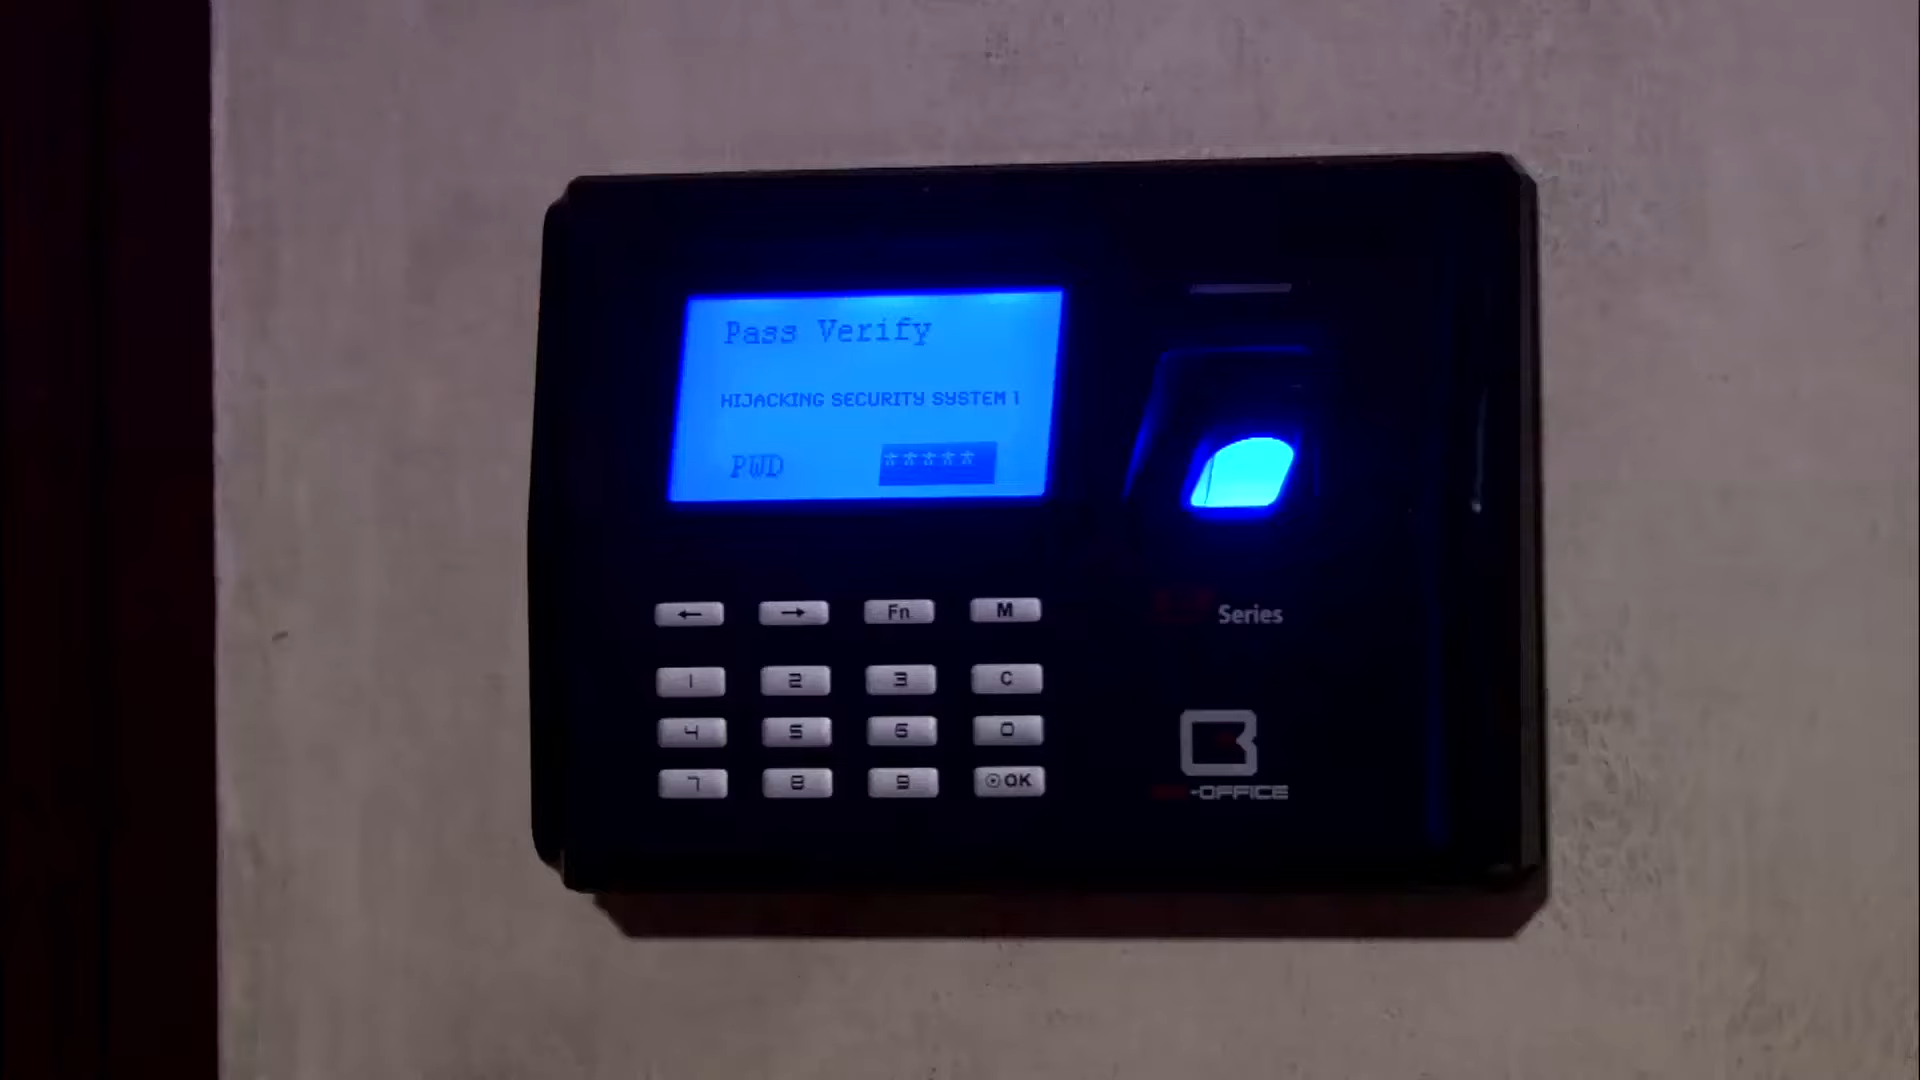 Pass Verify
HIJACKING SECURITY SYSTEM 1
PWD *****
← → Fn M
1 2 3 C
4 5 6 0
7 8 9 OK
Series
-OFFICE